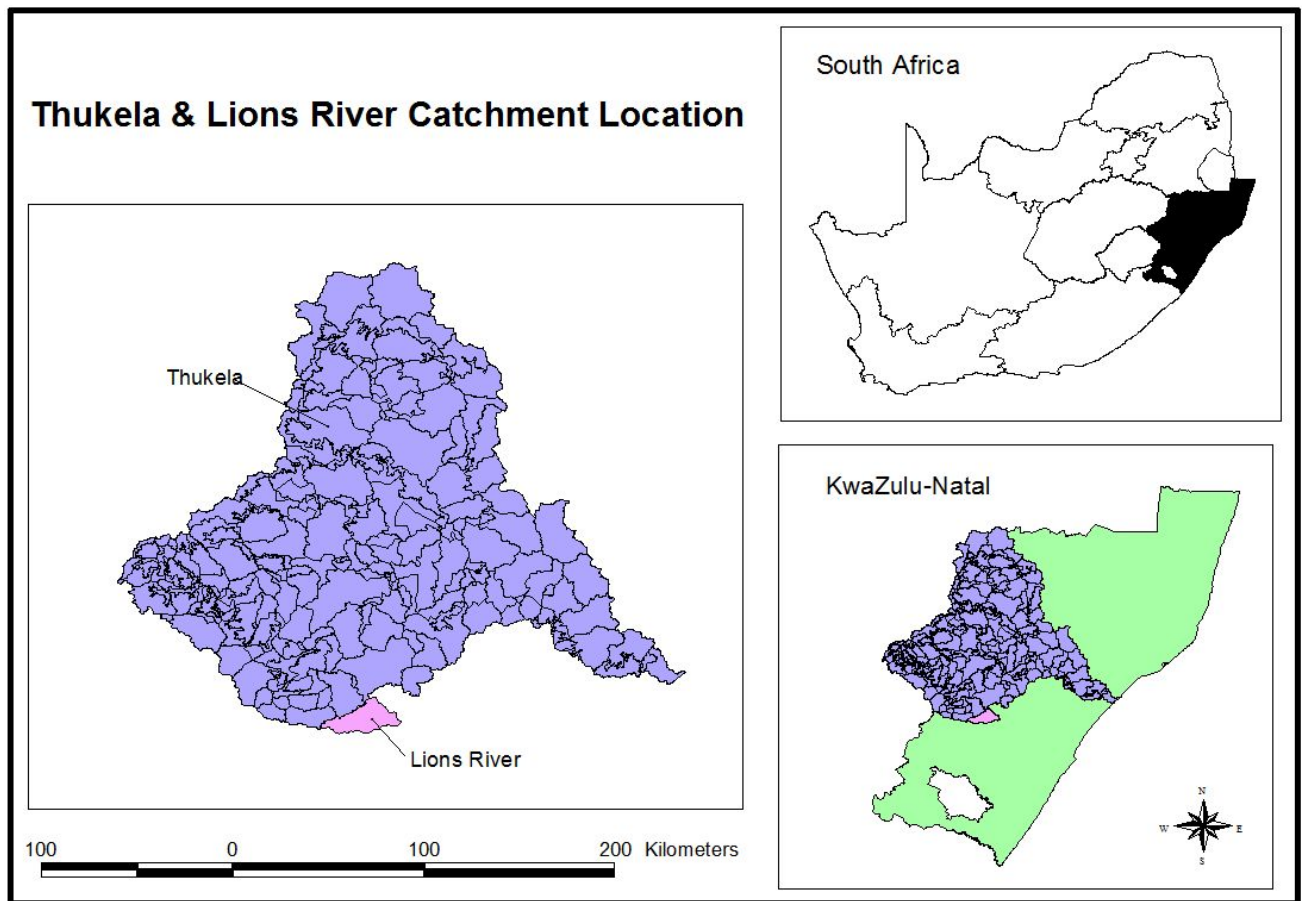 Thukela & Lions River Catchment Location
Thukela
Lions River
100 0 100 200 Kilometers
South Africa
KwaZulu-Natal
N
W E
S